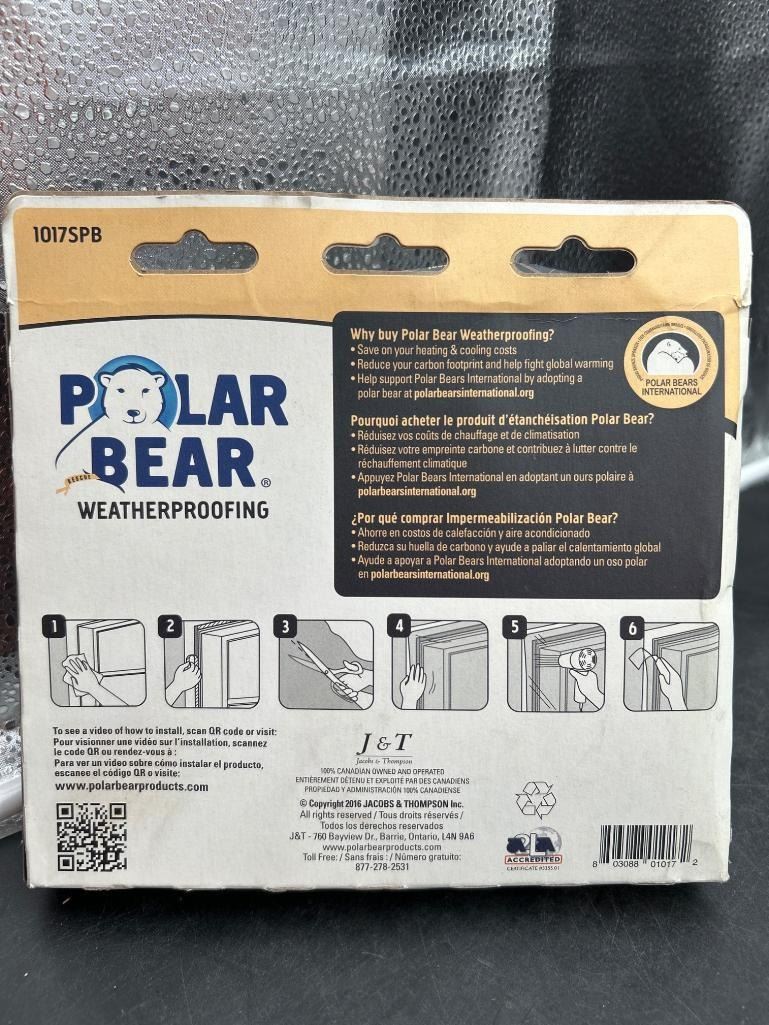 1017SPB
POLAR
BEAR®
RESCUE
WEATHERPROOFING
Why buy Polar Bear Weatherproofing?
• Save on your heating & cooling costs
• Reduce your carbon footprint and help fight global warming
• Help support Polar Bears International by adopting a
polar bear at polarbearsinternational.org
POLAR BEARS
INTERNATIONAL
Pourquoi acheter le produit d'étanchéisation Polar Bear?
• Réduisez vos coûts de chauffage et de climatisation
• Réduisez votre empreinte carbone et contribuez à lutter contre le
réchauffement climatique
• Appuyez Polar Bears International en adoptant un ours polaire à
polarbearsinternational.org
¿Por qué comprar Impermeabilización Polar Bear?
• Ahorre en costos de calefacción y aire acondicionado
• Reduzca su huella de carbono y ayude a paliar el calentamiento global
• Ayude a apoyar a Polar Bears International adoptando un oso polar
en polarbearsinternational.org
1 2 3 4 5 6
To see a video of how to install, scan QR code or visit:
Pour visionner une vidéo sur l'installation, scannez
le code QR ou rendez-vous à :
Para ver un video sobre cómo instalar el producto,
escanee el código QR o visite:
www.polarbearproducts.com
J & T
Jacobs & Thompson
100% CANADIAN OWNED AND OPERATED
ENTIÈREMENT DÉTENU ET EXPLOITÉ PAR DES CANADIENS
PROPIEDAD Y ADMINISTRACIÓN 100% CANADIENSE
© Copyright 2016 JACOBS & THOMPSON Inc.
All rights reserved / Tous droits réservés /
Todos los derechos reservados
J&T - 760 Bayview Dr., Barrie, Ontario, L4N 9A6
www.polarbearproducts.com
Toll Free: / Sans frais : / Número gratuito:
877-278-2531
ACCREDITED
CERTIFICATE #3355.01
8 03088 01017 2